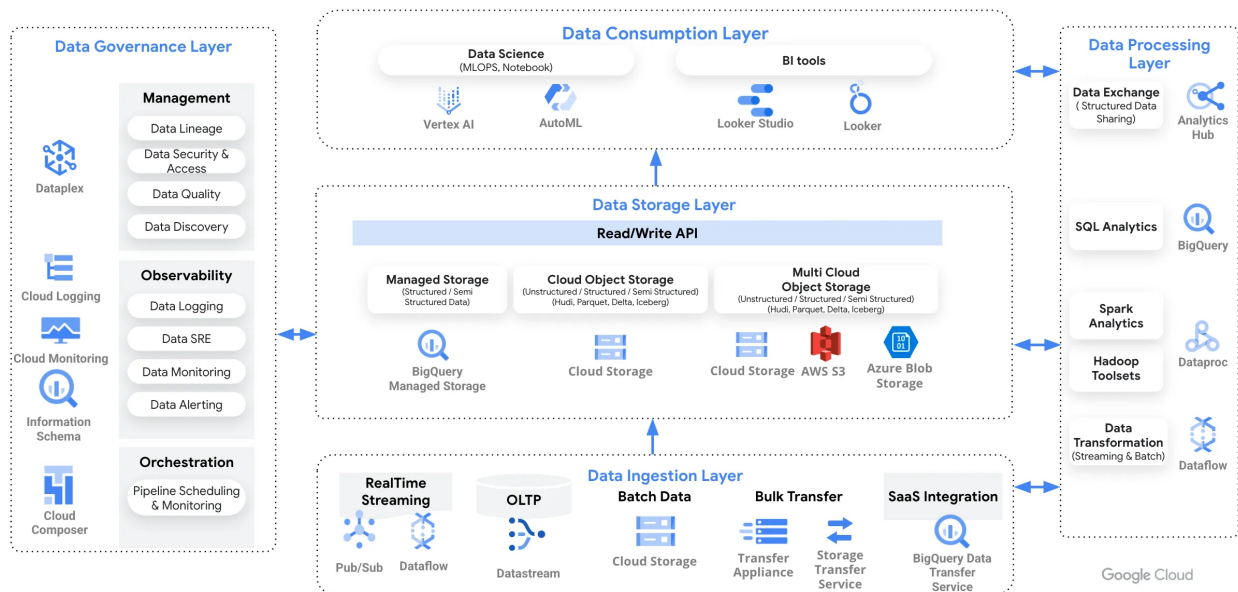 Data Governance Layer
Management
Data Lineage
Data Security &
Access
Data Quality
Data Discovery
Dataplex
Observability
Data Logging
Data SRE
Data Monitoring
Data Alerting
Cloud Logging
Cloud Monitoring
Information
Schema
Orchestration
Pipeline Scheduling
& Monitoring
Cloud
Composer
Data Consumption Layer
Data Science
(MLOPS, Notebook)
BI tools
Vertex AI
AutoML
Looker Studio
Looker
Data Storage Layer
Read/Write API
Managed Storage
(Structured / Semi
Structured Data)
Cloud Object Storage
(Unstructured / Structured / Semi Structured)
(Hudi, Parquet, Delta, Iceberg)
Multi Cloud
Object Storage
(Unstructured / Structured / Semi Structured)
(Hudi, Parquet, Delta, Iceberg)
BigQuery
Managed Storage
Cloud Storage
Cloud Storage
AWS S3
Azure Blob
Storage
Data Ingestion Layer
RealTime
Streaming
OLTP
Batch Data
Bulk Transfer
SaaS Integration
Pub/Sub
Dataflow
Datastream
Cloud Storage
Transfer
Appliance
Storage
Transfer
Service
BigQuery Data
Transfer
Service
Data Processing
Layer
Data Exchange
( Structured Data
Sharing)
Analytics
Hub
SQL Analytics
BigQuery
Spark
Analytics
Hadoop
Toolsets
Dataproc
Data
Transformation
(Streaming & Batch)
Dataflow
10
01
Google Cloud